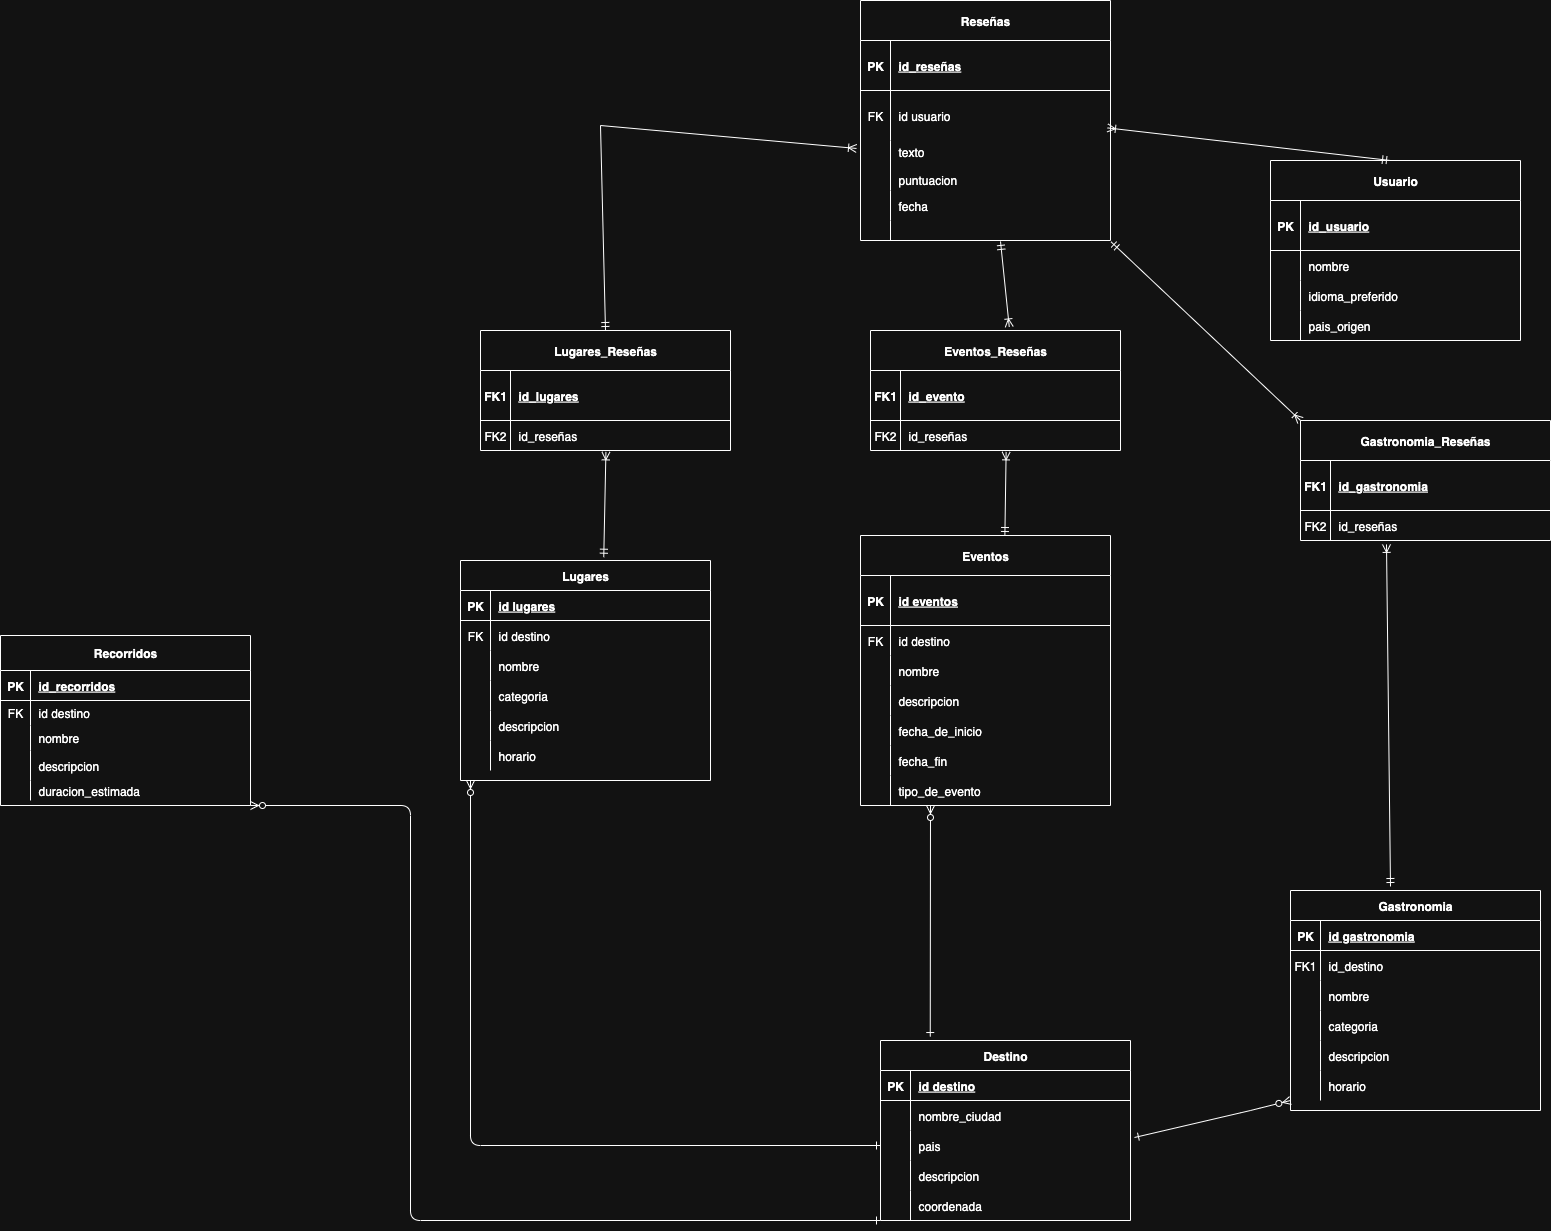 Reseñas
PK id_reseñas
FK id usuario
texto
puntuacion
fecha
Usuario
PK id_usuario
nombre
idioma_preferido
pais_origen
Lugares_Reseñas
FK1 id_lugares
FK2 id_reseñas
Eventos_Reseñas
FK1 id_evento
FK2 id_reseñas
Gastronomia_Reseñas
FK1 id_gastronomia
FK2 id_reseñas
Lugares
PK id lugares
FK id destino
nombre
categoria
descripcion
horario
Eventos
PK id eventos
FK id destino
nombre
descripcion
fecha_de_inicio
fecha_fin
tipo_de_evento
Recorridos
PK id_recorridos
FK id destino
nombre
descripcion
duracion_estimada
Gastronomia
PK id gastronomia
FK1 id_destino
nombre
categoria
descripcion
horario
Destino
PK id destino
nombre_ciudad
pais
descripcion
coordenada